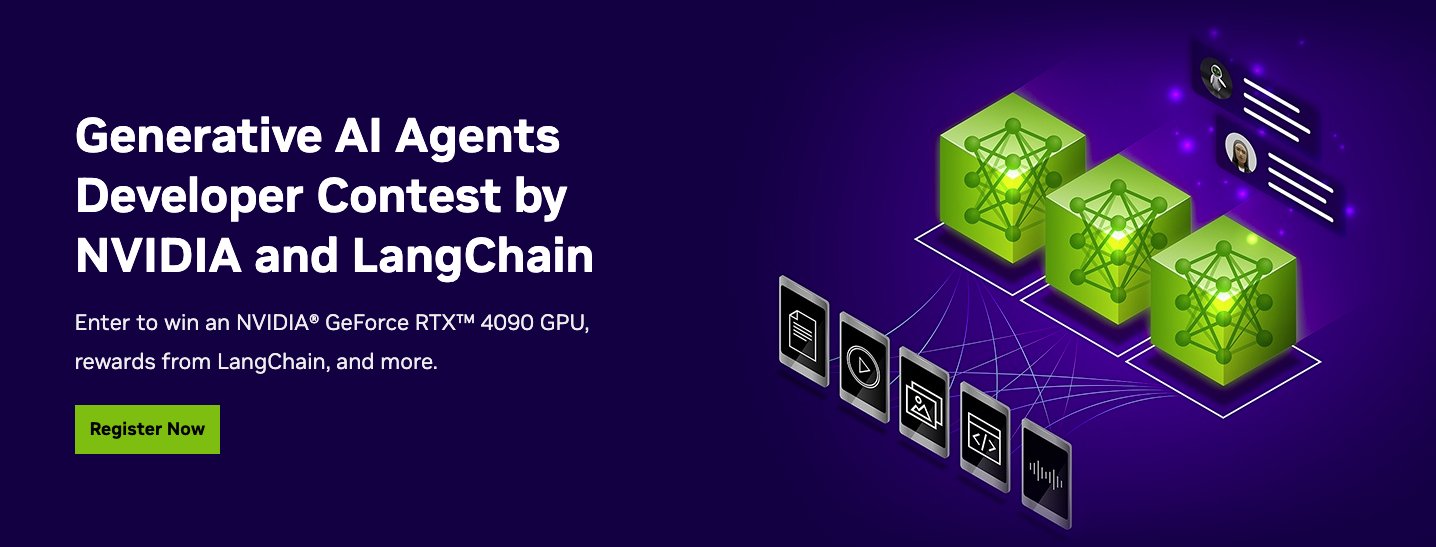 Generative AI Agents
Developer Contest by
NVIDIA and LangChain
Enter to win an NVIDIA® GeForce RTX™ 4090 GPU,
rewards from LangChain, and more.
Register Now